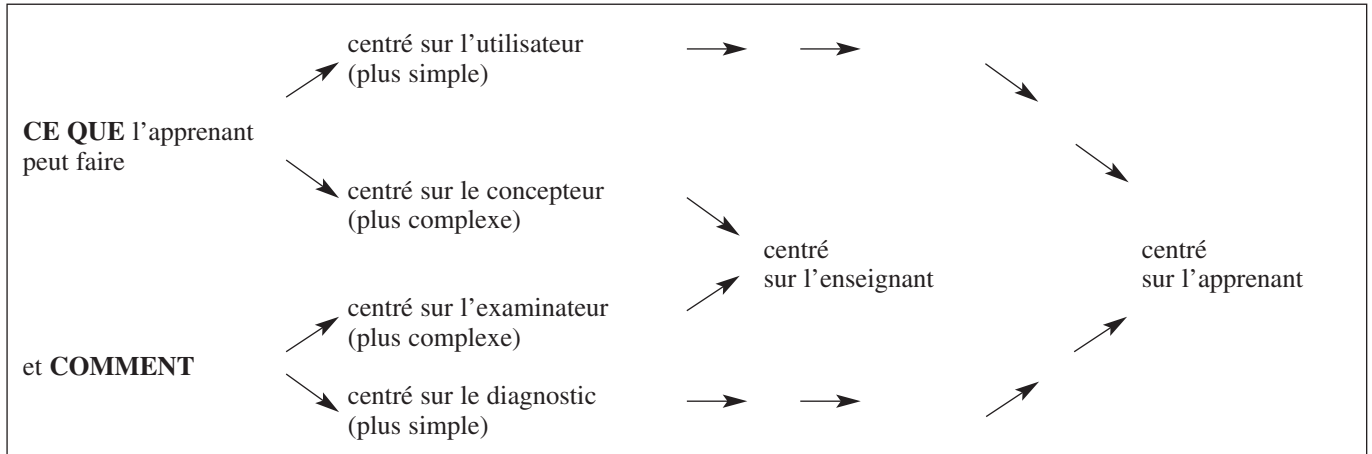 centré sur l’utilisateur
(plus simple)
CE QUE l’apprenant
peut faire
centré sur le concepteur
(plus complexe)
centré
sur l’enseignant
centré
sur l’apprenant
centré sur l’examinateur
(plus complexe)
et COMMENT
centré sur le diagnostic
(plus simple)